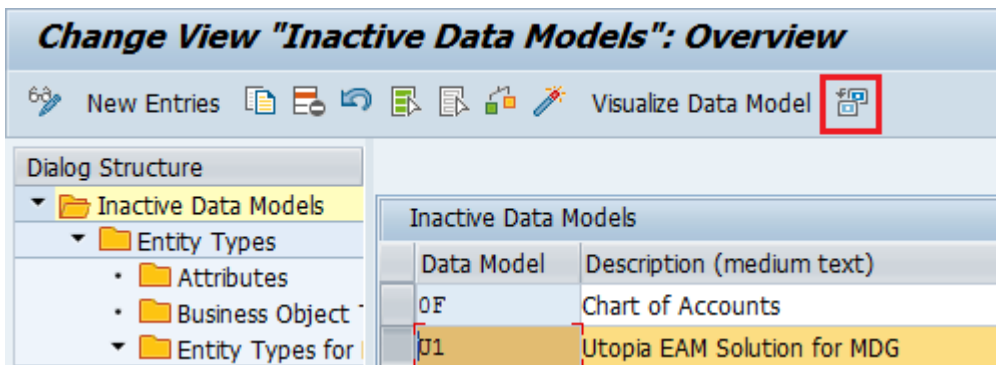 Change View "Inactive Data Models": Overview
New Entries Visualize Data Model
Dialog Structure
Inactive Data Models
Entity Types
Attributes
Business Object
Entity Types for
Inactive Data Models
Data Model Description (medium text)
0F Chart of Accounts
U1 Utopia EAM Solution for MDG